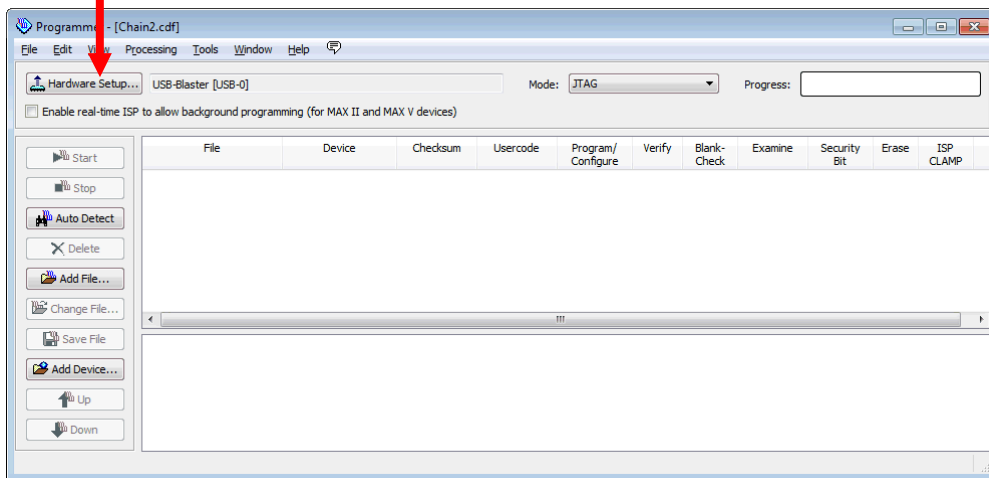 Programmer - [Chain2.cdf]
File Edit View Processing Tools Window Help
Hardware Setup... USB-Blaster [USB-0] Mode: JTAG Progress:
Enable real-time ISP to allow background programming (for MAX II and MAX V devices)
File Device Checksum Usercode Program/ Verify Blank- Examine Security Erase ISP
Configure Check Bit CLAMP
Start
Stop
Auto Detect
Delete
Add File...
Change File...
Save File
Add Device...
Up
Down